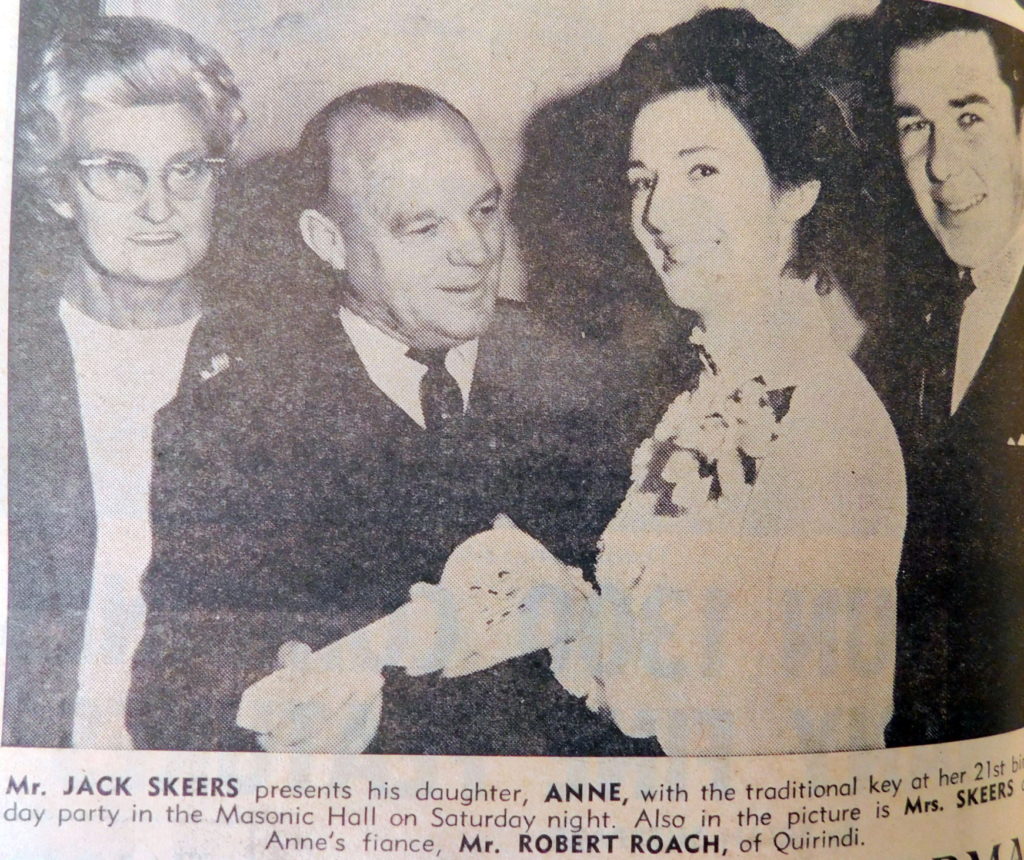 Mr. JACK SKEERS presents his daughter, ANNE, with the traditional key at her 21st bi
day party in the Masonic Hall on Saturday night. Also in the picture is Mrs. SKEERS
Anne's fiance, Mr. ROBERT ROACH, of Quirindi.